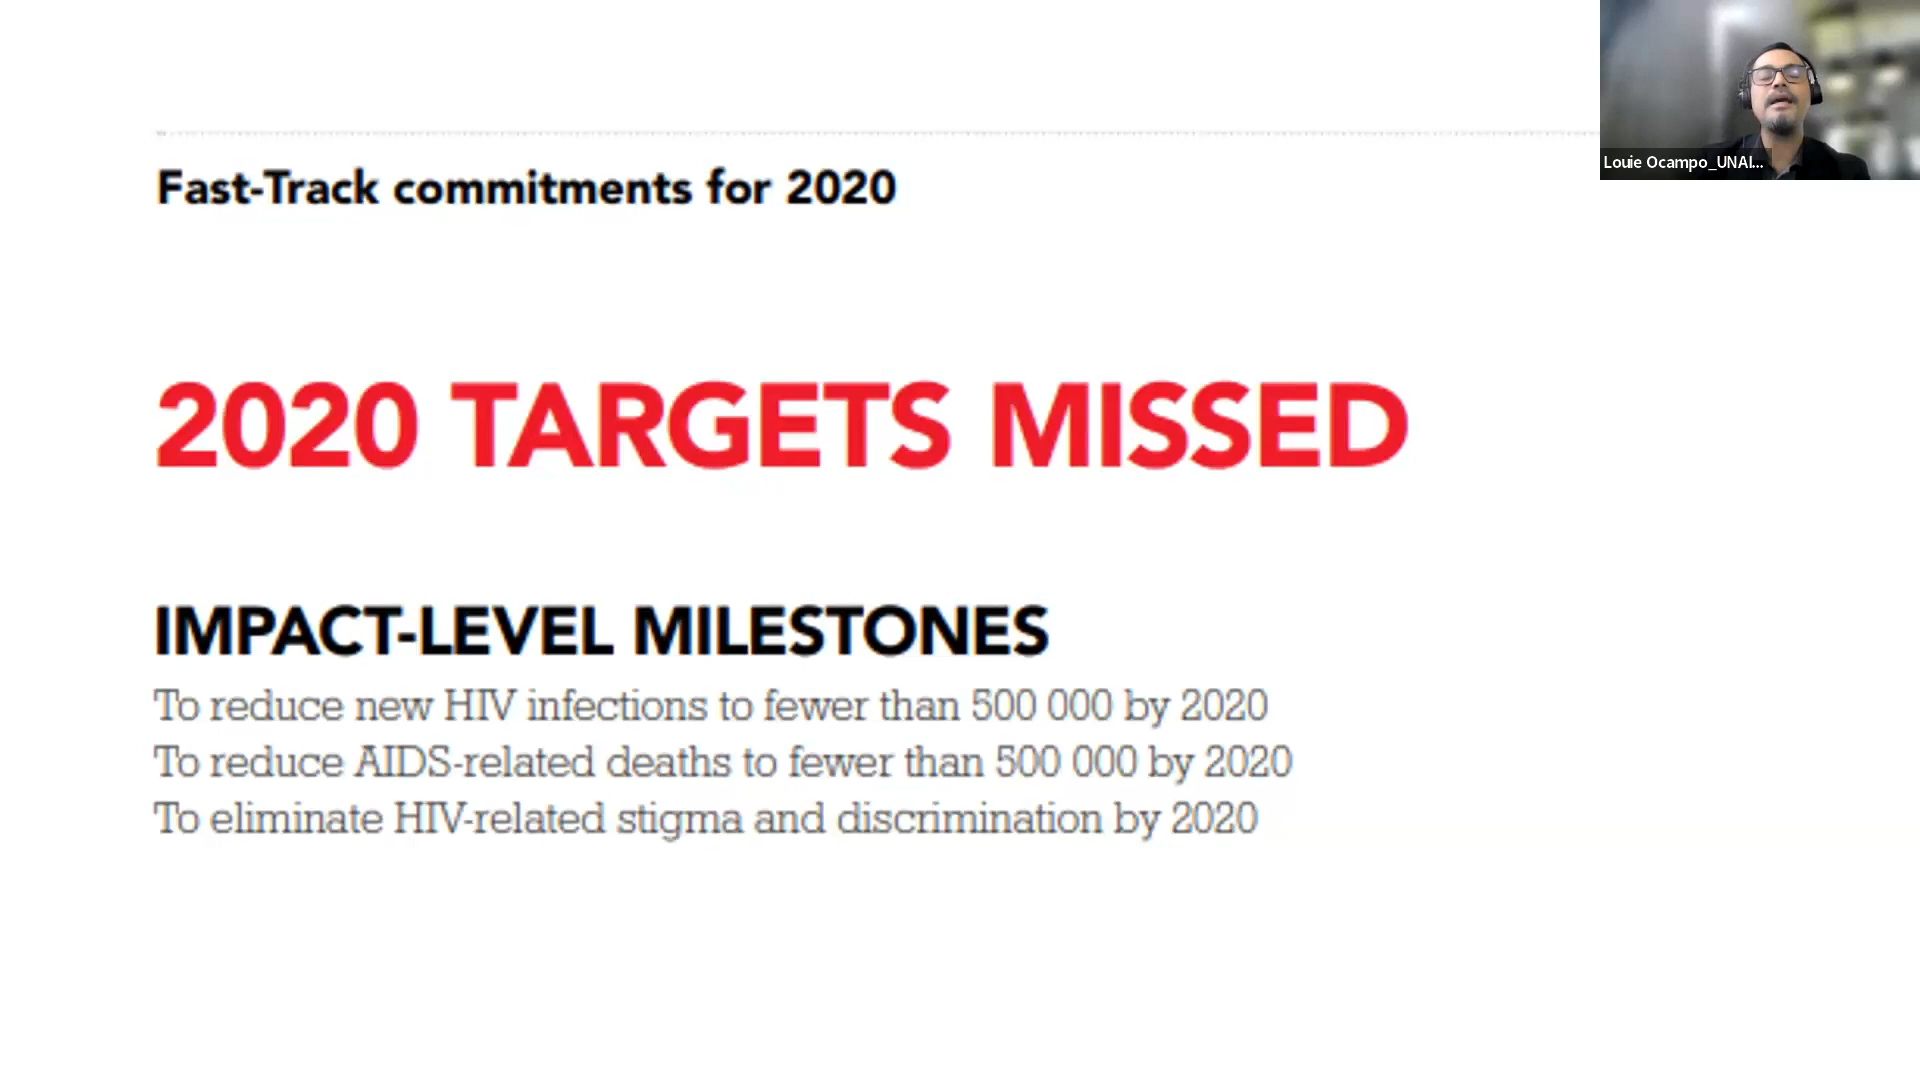 Fast-Track commitments for 2020
2020 TARGETS MISSED
IMPACT-LEVEL MILESTONES
To reduce new HIV infections to fewer than 500 000 by 2020
To reduce AIDS-related deaths to fewer than 500 000 by 2020
To eliminate HIV-related stigma and discrimination by 2020
Louie Ocampo_UNAI...